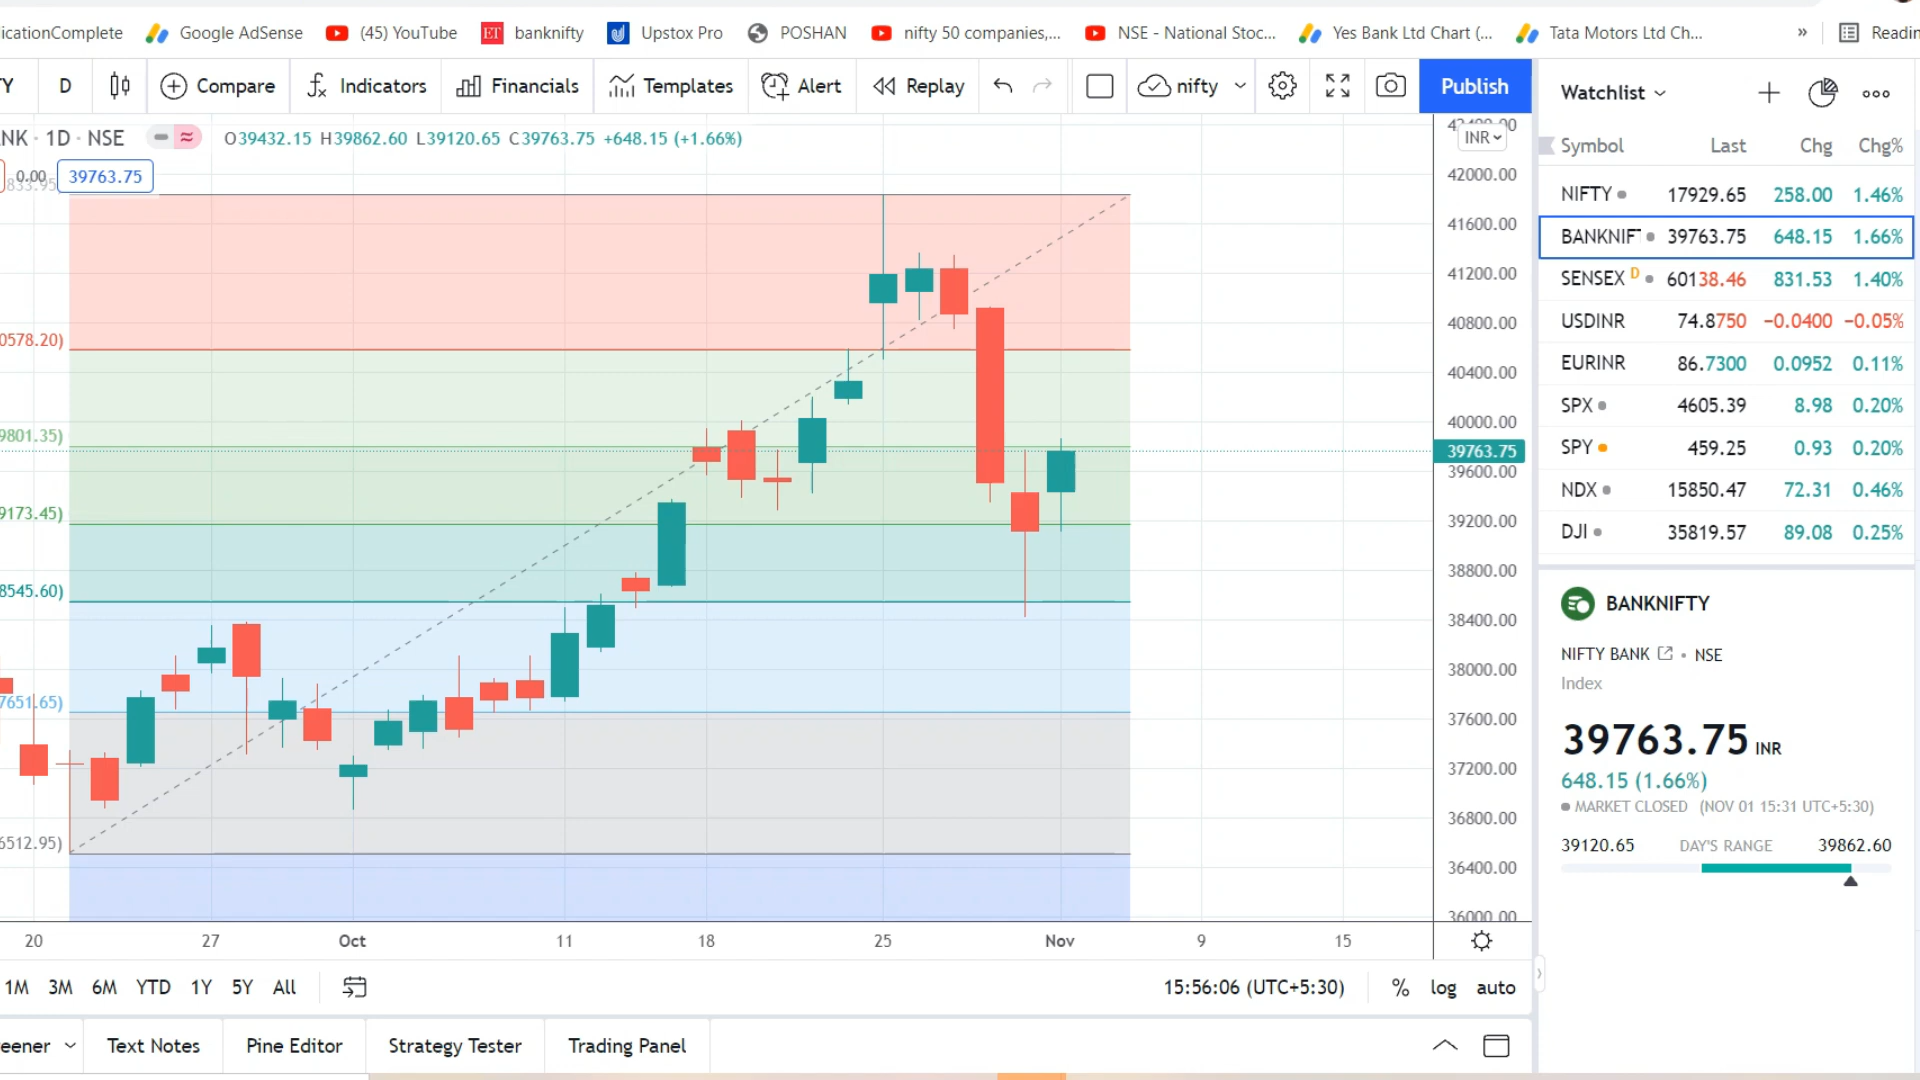 icationComplete Google AdSense (45) YouTube ET banknifty Upstox Pro POSHAN nifty 50 companies,... NSE - National Stoc... Yes Bank Ltd Chart (... Tata Motors Ltd Ch... » Readin
TY D Compare Indicators Financials Templates Alert Replay nifty Publish
NK · 1D · NSE O39432.15 H39862.60 L39120.65 C39763.75 +648.15 (+1.66%)
0.00 39763.75
833.95
INR
42400.00
42000.00
41600.00
41200.00
40800.00
40400.00
40000.00
39763.75
39600.00
39200.00
38800.00
38400.00
38000.00
37600.00
37200.00
36800.00
36400.00
36000.00
0578.20)
9801.35)
9173.45)
8545.60)
7651.65)
6512.95)
20 27 Oct 11 18 25 Nov 9 15
1M 3M 6M YTD 1Y 5Y All 15:56:06 (UTC+5:30) % log auto
eener Text Notes Pine Editor Strategy Tester Trading Panel
Watchlist
Symbol Last Chg Chg%
NIFTY 17929.65 258.00 1.46%
BANKNIFT 39763.75 648.15 1.66%
SENSEX D 60138.46 831.53 1.40%
USDINR 74.8750 −0.0400 −0.05%
EURINR 86.7300 0.0952 0.11%
SPX 4605.39 8.98 0.20%
SPY 459.25 0.93 0.20%
NDX 15850.47 72.31 0.46%
DJI 35819.57 89.08 0.25%
BANKNIFTY
NIFTY BANK • NSE
Index
39763.75 INR
648.15 (1.66%)
MARKET CLOSED (NOV 01 15:31 UTC+5:30)
39120.65 DAY'S RANGE 39862.60